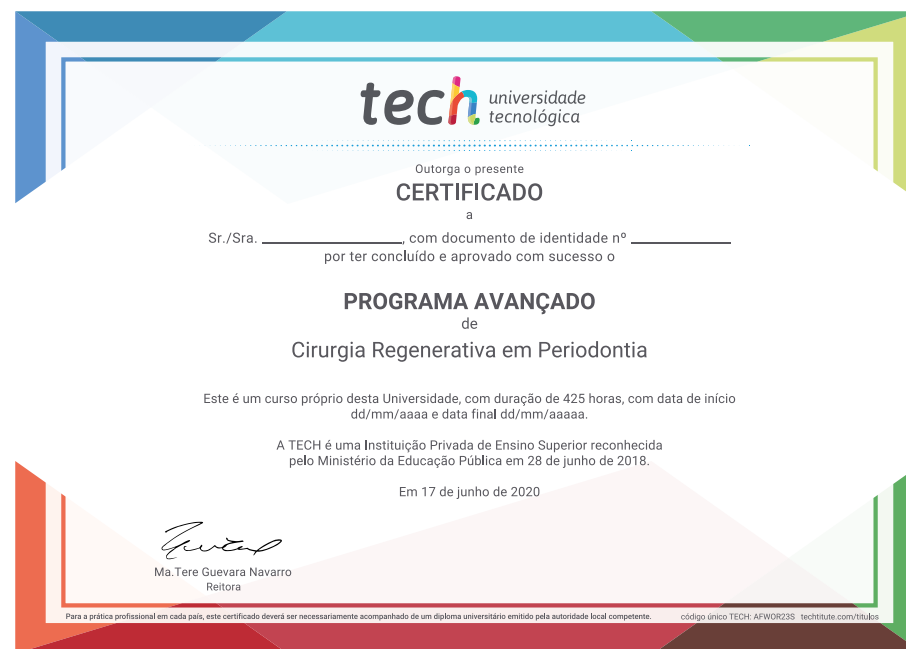 tech universidade
tecnológica
Outorga o presente
CERTIFICADO
a
Sr./Sra. ____________, com documento de identidade nº ____________
por ter concluído e aprovado com sucesso o
PROGRAMA AVANÇADO
de
Cirurgia Regenerativa em Periodontia
Este é um curso próprio desta Universidade, com duração de 425 horas, com data de início
dd/mm/aaaa e data final dd/mm/aaaaa.
A TECH é uma Instituição Privada de Ensino Superior reconhecida
pelo Ministério da Educação Pública em 28 de junho de 2018.
Em 17 de junho de 2020
Ma.Tere Guevara Navarro
Reitora
Para a prática profissional em cada país, este certificado deverá ser necessariamente acompanhado de um diploma universitário emitido pela autoridade local competente. código único TECH: AFWOR23S techtitute.com/titulos